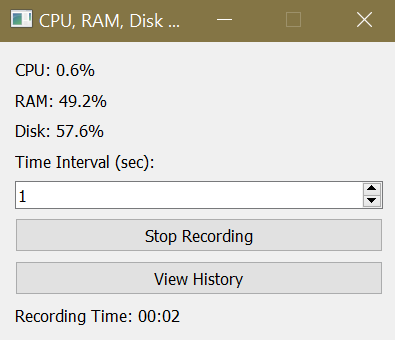 CPU, RAM, Disk ...
CPU: 0.6%
RAM: 49.2%
Disk: 57.6%
Time Interval (sec):
1
Stop Recording
View History
Recording Time: 00:02